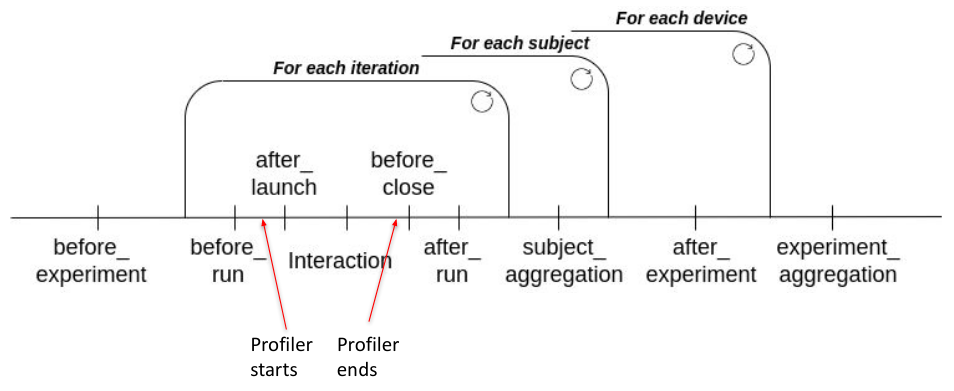 For each device
For each subject
For each iteration
after_
launch
before_
close
before_
experiment
before_
run
Interaction
after_
run
subject_
aggregation
after_
experiment
experiment_
aggregation
Profiler
starts
Profiler
ends